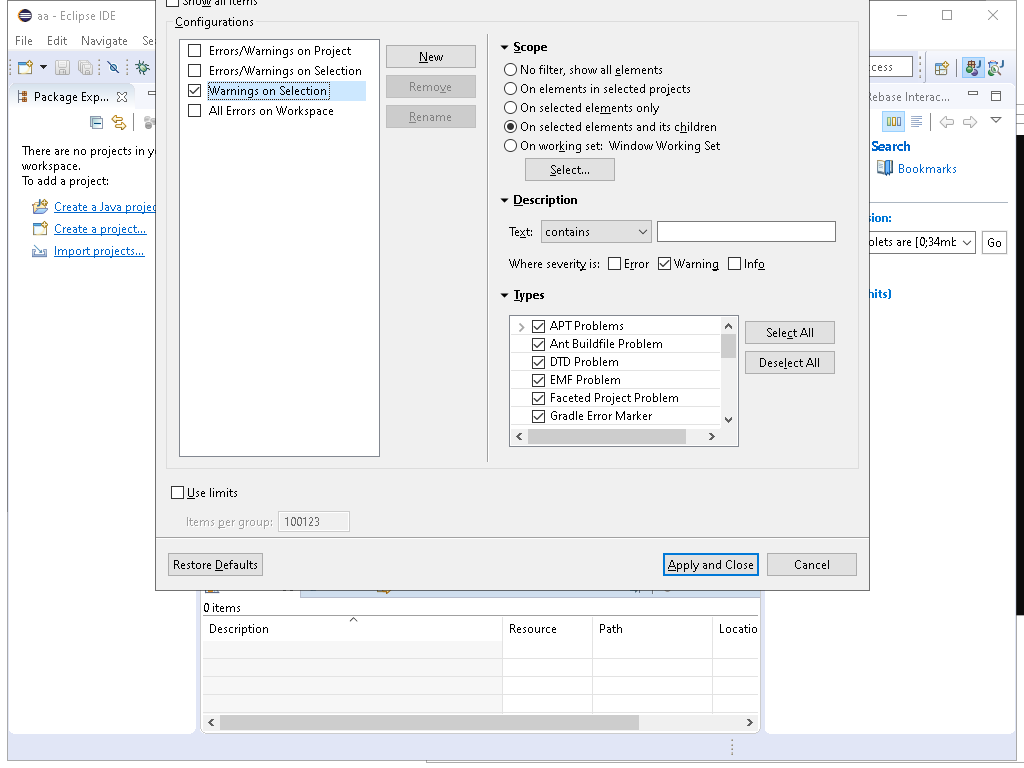 aa - Eclipse IDE
Show all items
File Edit Navigate Se
Configurations
Errors/Warnings on Project
Errors/Warnings on Selection
Warnings on Selection
All Errors on Workspace
New
Remove
Rename
Scope
No filter, show all elements
On elements in selected projects
On selected elements only
On selected elements and its children
On working set: Window Working Set
Select...
Description
Text: contains
Where severity is: Error Warning Info
Types
APT Problems
Ant Buildfile Problem
DTD Problem
EMF Problem
Faceted Project Problem
Gradle Error Marker
Select All
Deselect All
Use limits
Items per group: 100123
Restore Defaults
Apply and Close
Cancel
Package Exp...
There are no projects in y
workspace.
To add a project:
Create a Java projec
Create a project...
Import projects...
cess
Rebase Interac...
Search
Bookmarks
sion:
olets are [0;34mb
Go
hits)
0 items
Description Resource Path Locatio